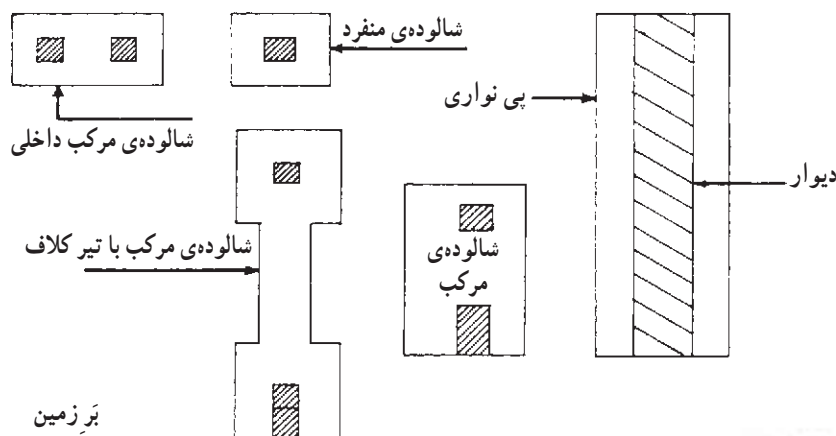 شالوده‌ی منفرد
پی نواری
شالوده‌ی مرکب داخلی
دیوار
شالوده‌ی مرکب با تیر کلاف
شالوده‌ی
مرکب
بَرِ زمین